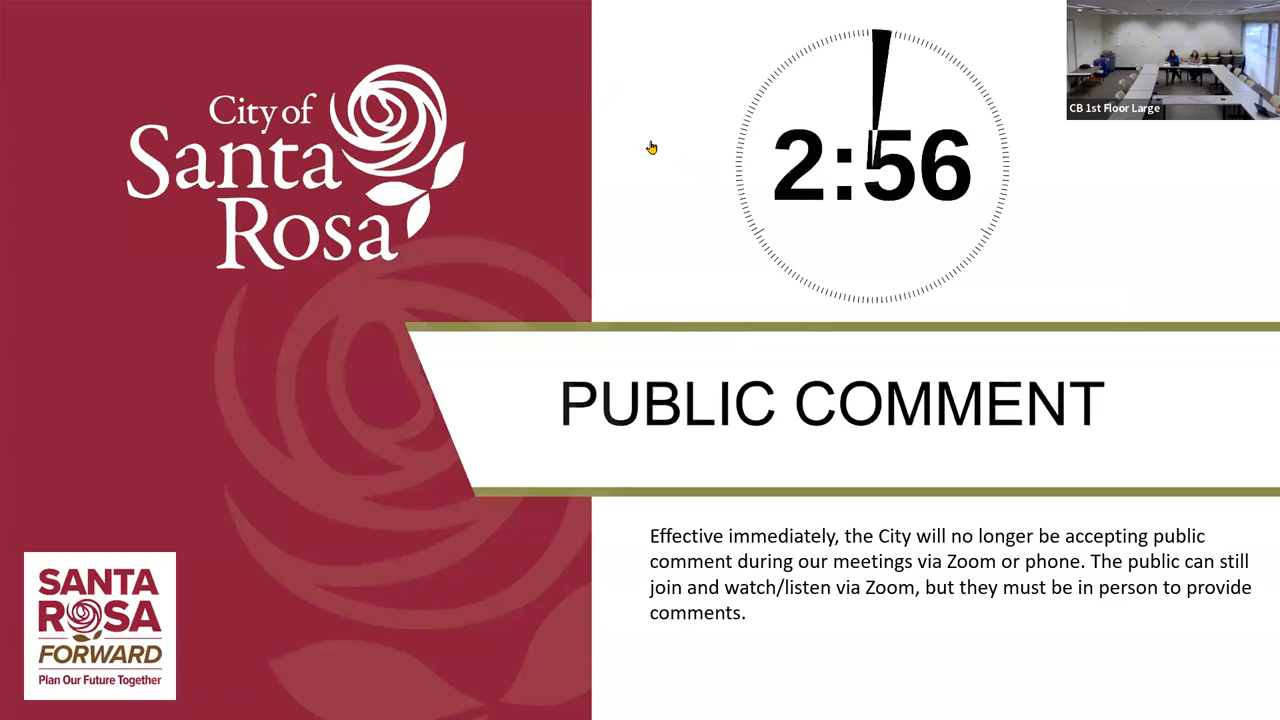 City of
Santa
Rosa
2:56
CB 1st Floor Large
PUBLIC COMMENT
Effective immediately, the City will no longer be accepting public
comment during our meetings via Zoom or phone. The public can still
join and watch/listen via Zoom, but they must be in person to provide
comments.
SANTA
ROSA
FORWARD
Plan Our Future Together